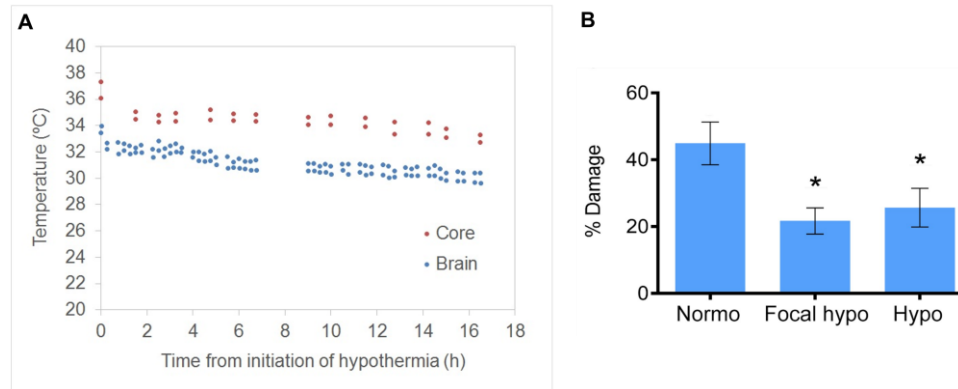 A
40
38
36
34
32
30
28
26
24
22
20
Temperature (ºC)
Core
Brain
0 2 4 6 8 10 12 14 16 18
Time from initiation of hypothermia (h)
B
60
40
20
0
% Damage
*
*
Normo Focal hypo Hypo